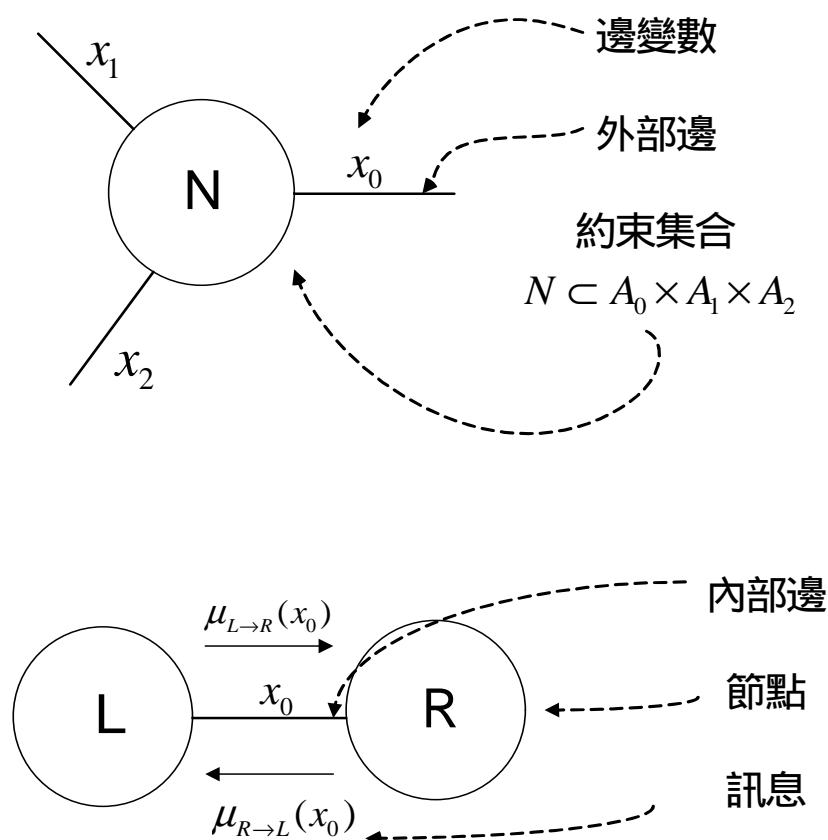 x₁
邊變數
外部邊
N
x₀
約束集合
N ⊂ A₀ × A₁ × A₂
x₂
內部邊
μ_{L→R}(x₀)
L
x₀
R
節点
訊息
μ_{R→L}(x₀)